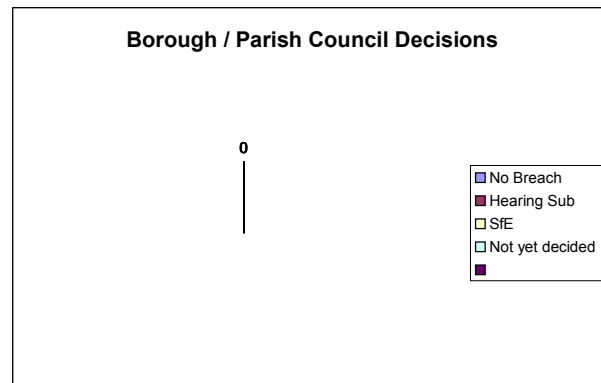 Borough / Parish Council Decisions
0
No Breach
Hearing Sub
SfE
Not yet decided